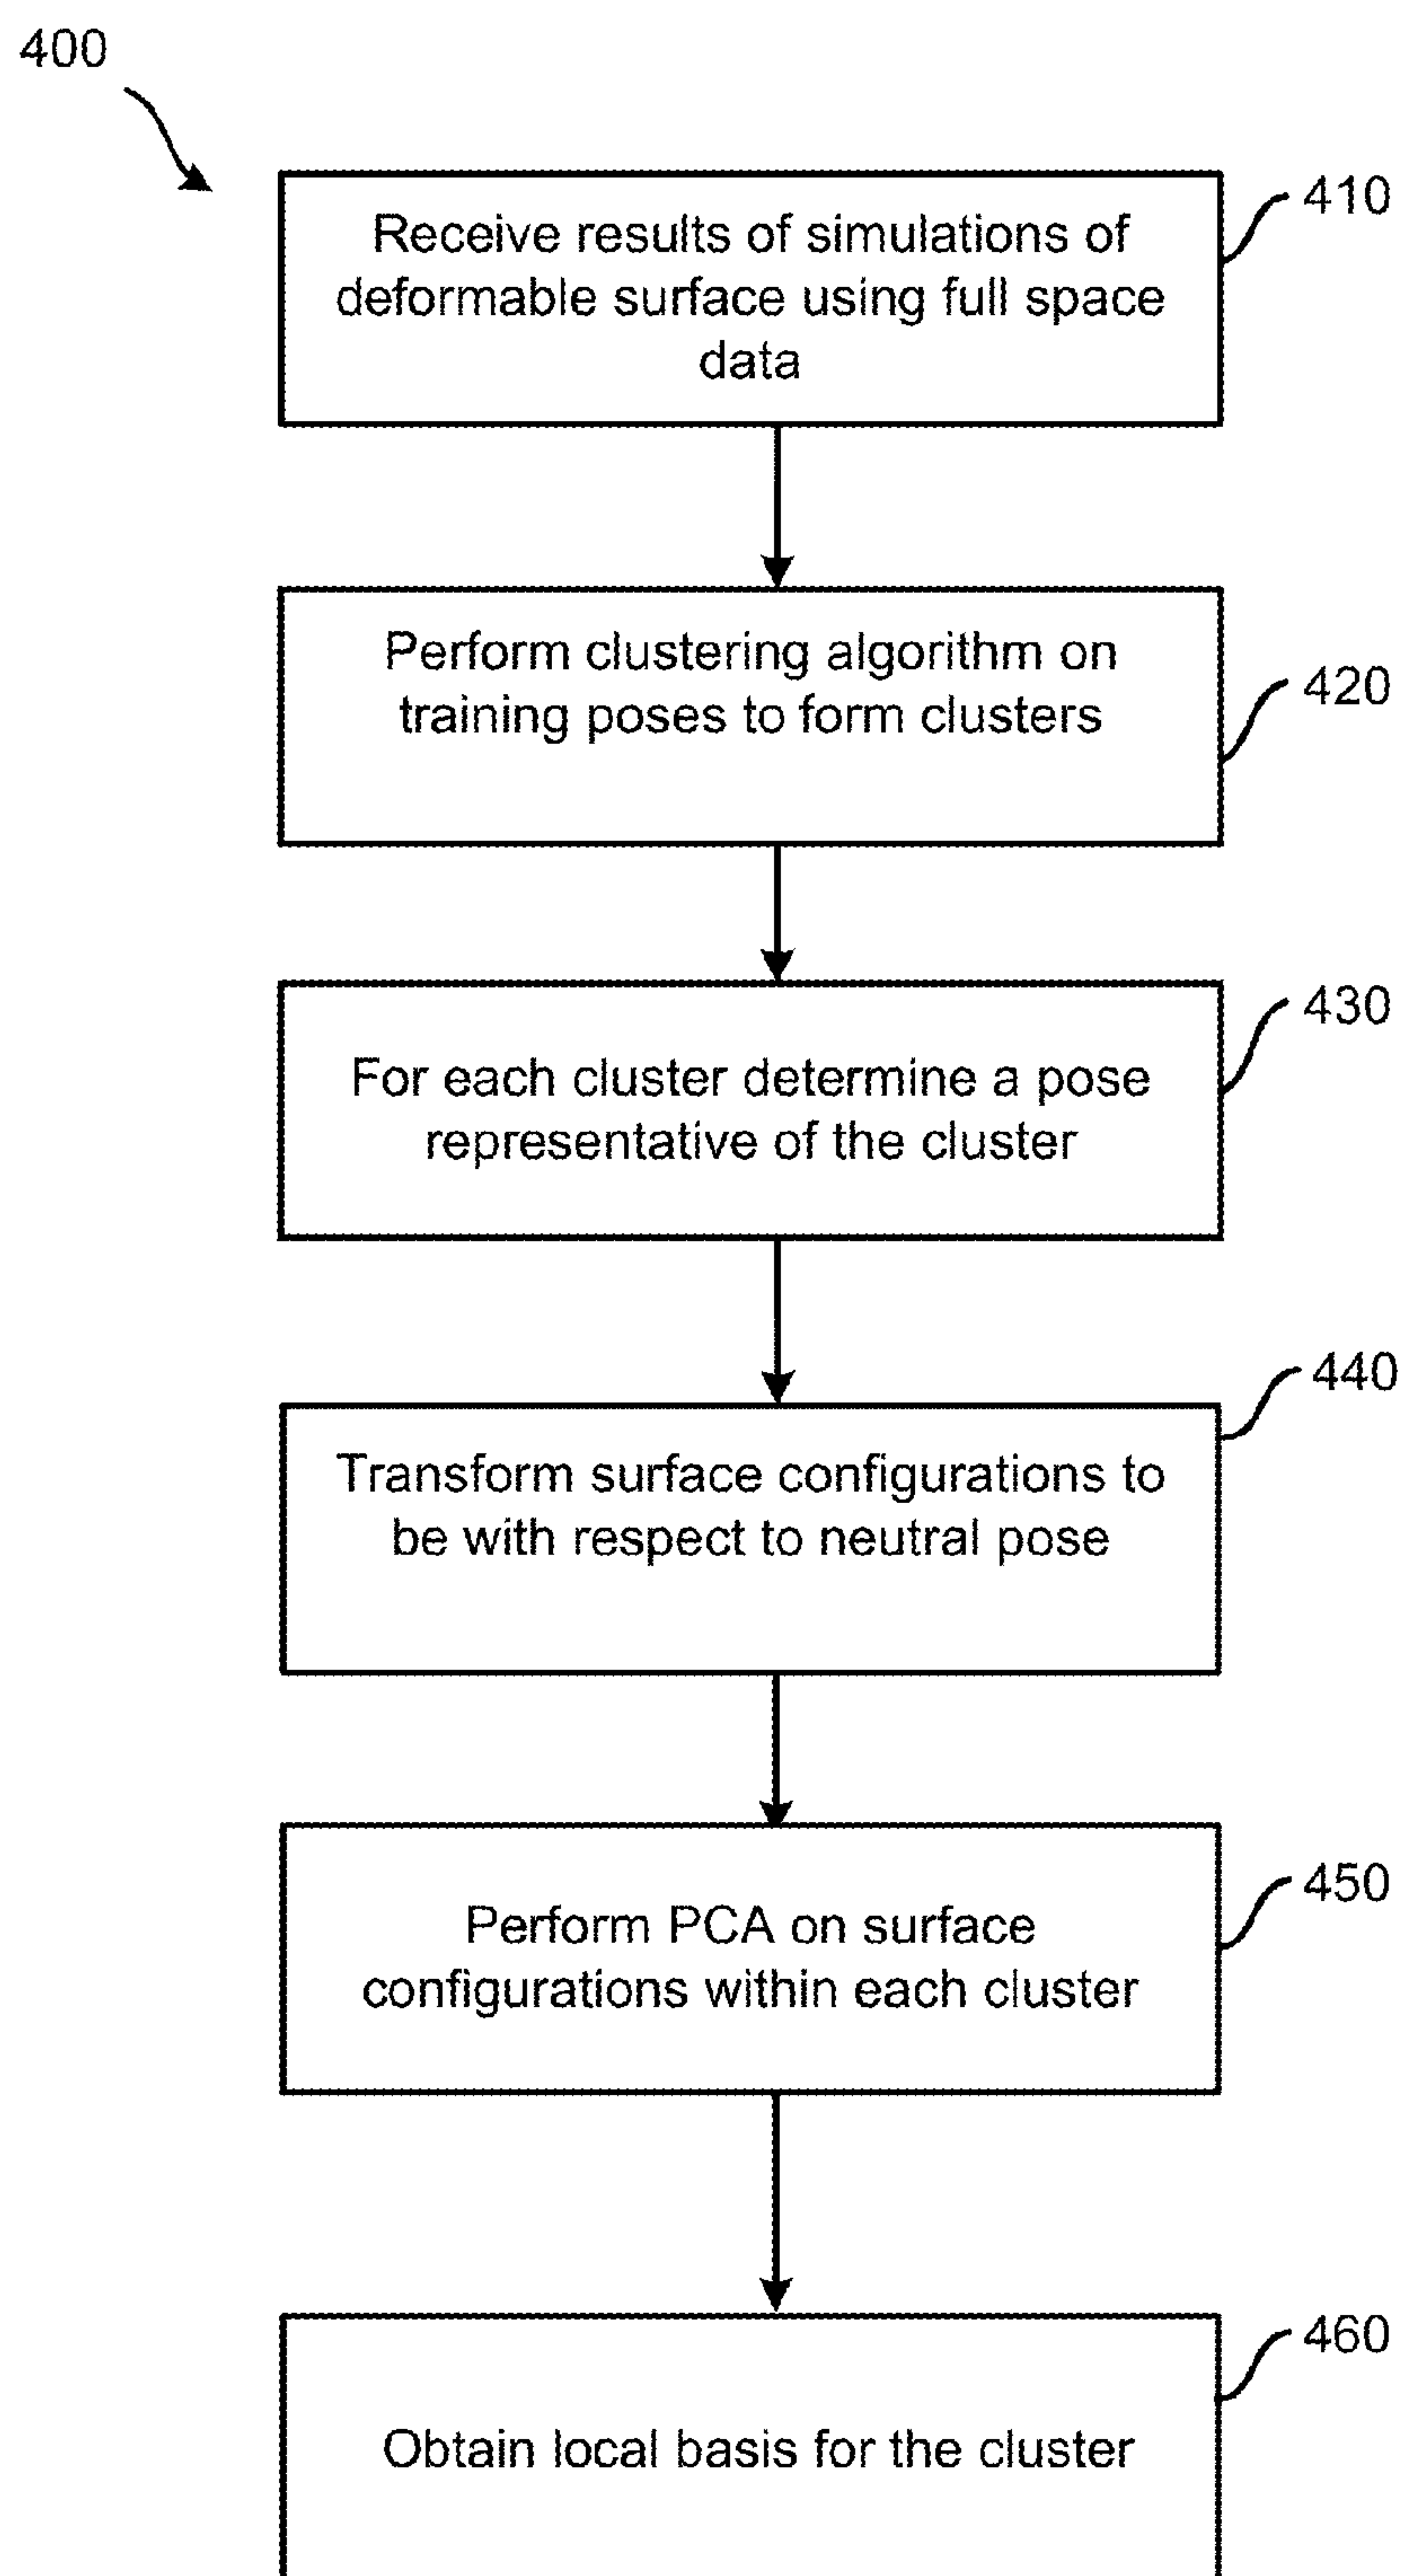 400
410
Receive results of simulations of
deformable surface using full space
data
Perform clustering algorithm on
training poses to form clusters
420
430
For each cluster determine a pose
representative of the cluster
440
Transform surface configurations to
be with respect to neutral pose
450
Perform PCA on surface
configurations within each cluster
460
Obtain local basis for the cluster